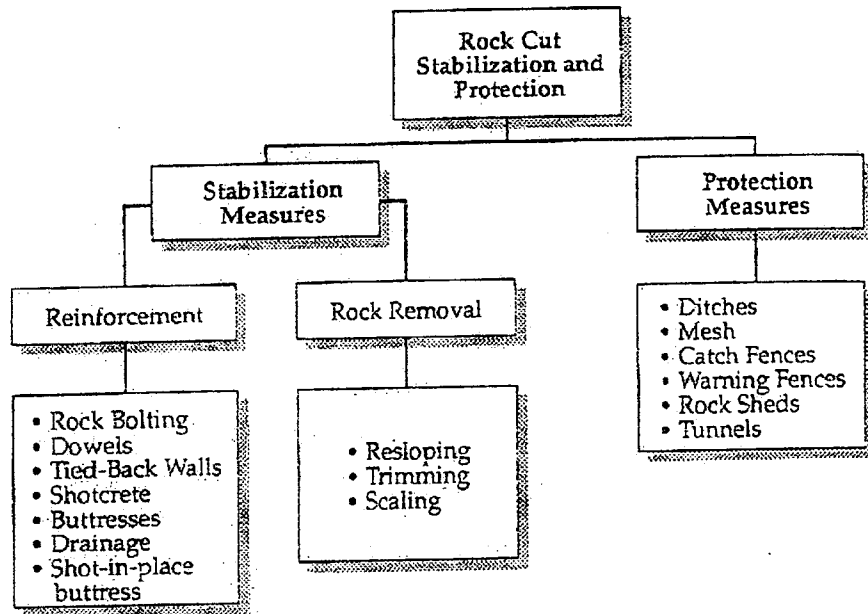 Rock Cut
Stabilization and
Protection
Stabilization
Measures
Protection
Measures
Reinforcement
Rock Removal
• Rock Bolting
• Dowels
• Tied-Back Walls
• Shotcrete
• Buttresses
• Drainage
• Shot-in-place
buttress
• Resloping
• Trimming
• Scaling
• Ditches
• Mesh
• Catch Fences
• Warning Fences
• Rock Sheds
• Tunnels